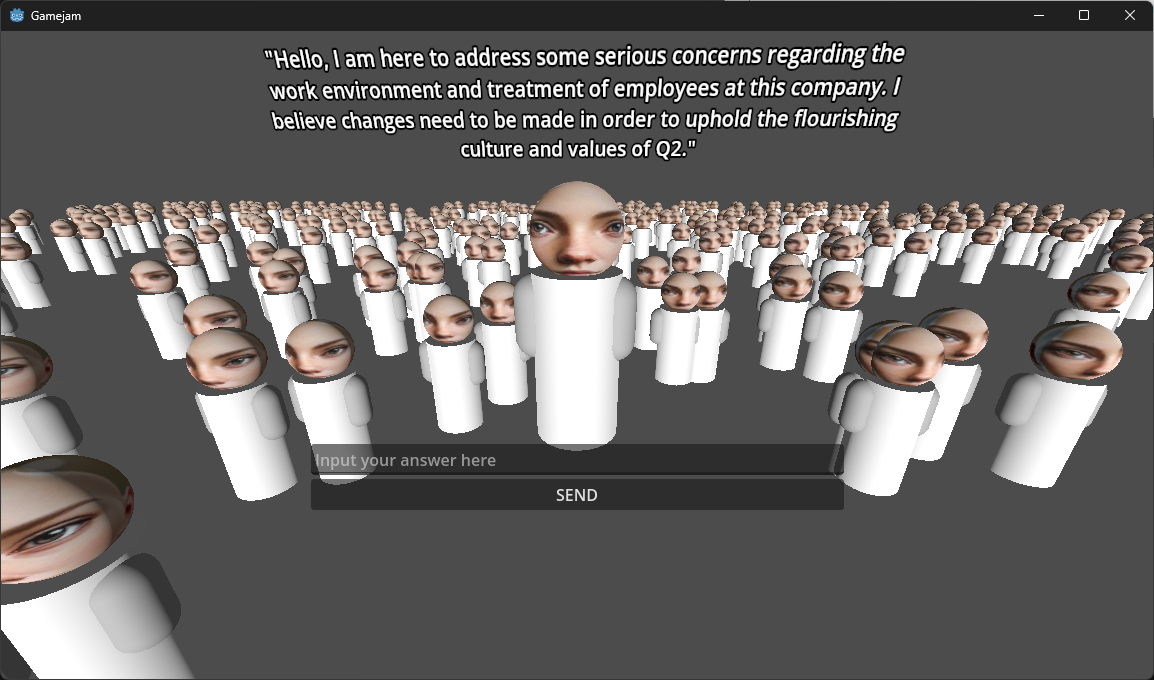 Gamejam
"Hello, I am here to address some serious concerns regarding the
work environment and treatment of employees at this company. I
believe changes need to be made in order to uphold the flourishing
culture and values of Q2."
Input your answer here
SEND